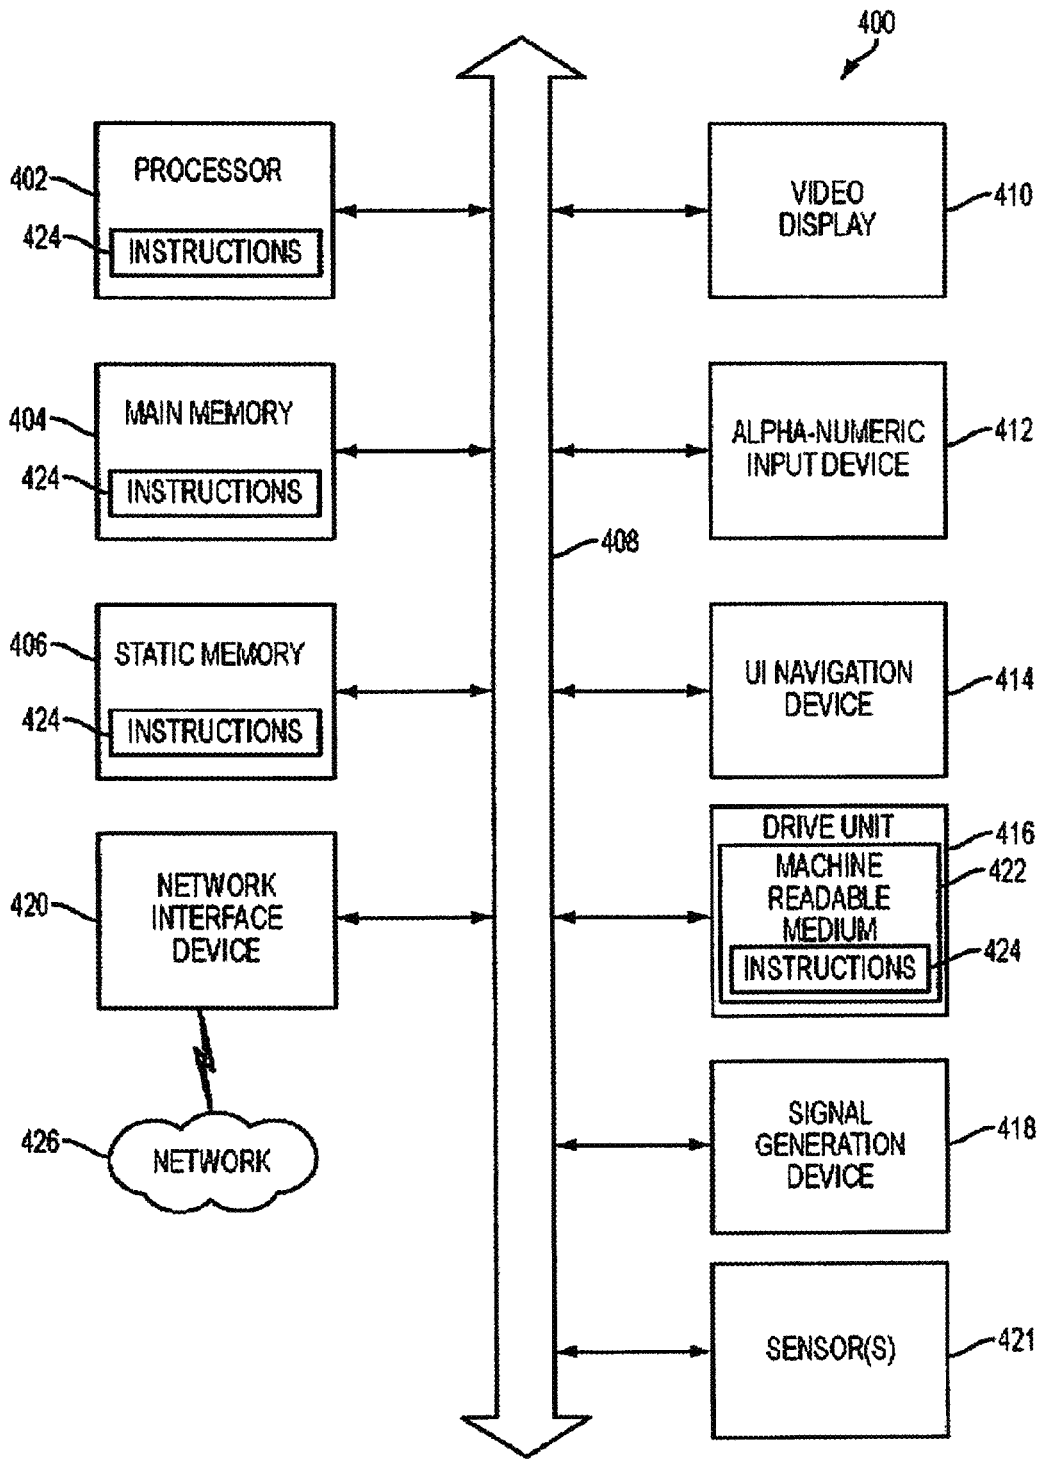 400
PROCESSOR
402
424
INSTRUCTIONS
VIDEO
DISPLAY
410
MAIN MEMORY
404
424
INSTRUCTIONS
ALPHA-NUMERIC
INPUT DEVICE
412
408
STATIC MEMORY
406
424
INSTRUCTIONS
UI NAVIGATION
DEVICE
414
NETWORK
INTERFACE
DEVICE
420
DRIVE UNIT
416
MACHINE
READABLE
MEDIUM
422
INSTRUCTIONS
424
426
NETWORK
SIGNAL
GENERATION
DEVICE
418
SENSOR(S)
421